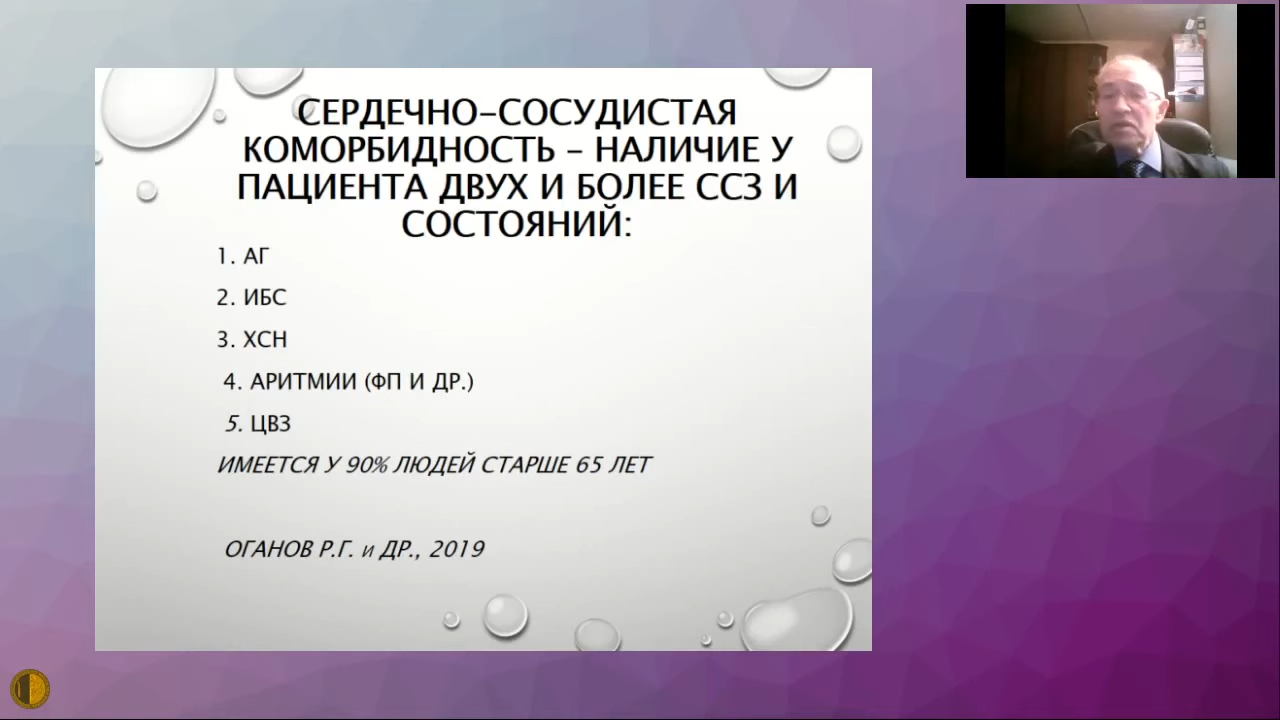 СЕРДЕЧНО-СОСУДИСТАЯ
КОМОРБИДНОСТЬ - НАЛИЧИЕ У
ПАЦИЕНТА ДВУХ И БОЛЕЕ ССЗ И
СОСТОЯНИЙ:
1. АГ
2. ИБС
3. ХСН
4. АРИТМИИ (ФП И ДР.)
5. ЦВЗ
ИМЕЕТСЯ У 90% ЛЮДЕЙ СТАРШЕ 65 ЛЕТ
ОГАНОВ Р.Г. и ДР., 2019